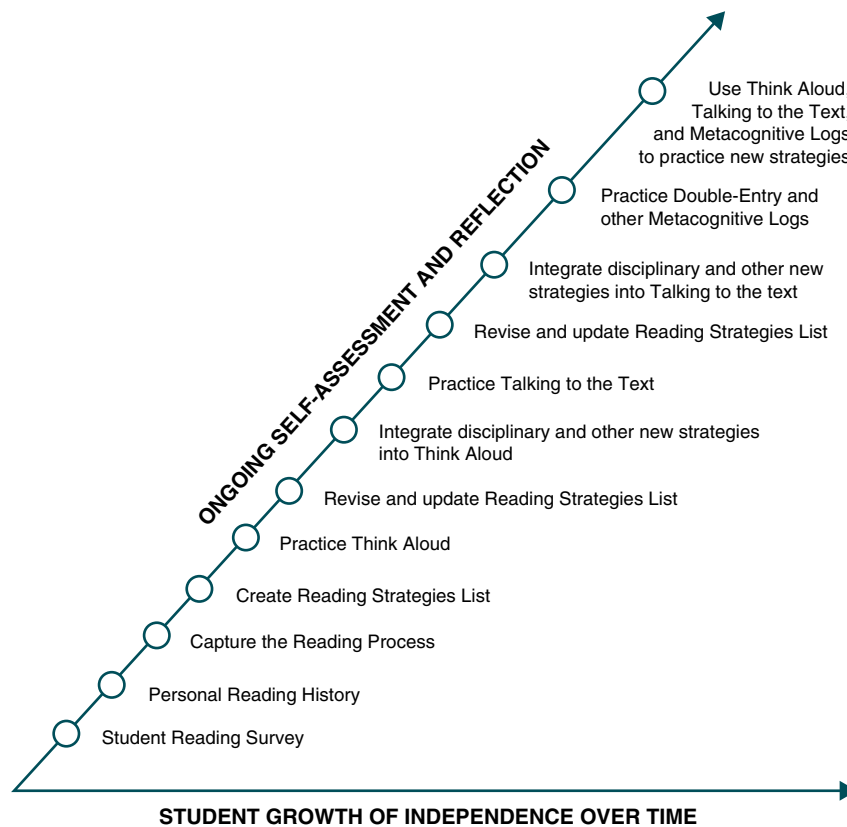 Use Think Aloud,
Talking to the Text,
and Metacognitive Logs
to practice new strategies
Practice Double-Entry and
other Metacognitive Logs
Integrate disciplinary and other new
strategies into Talking to the text
Revise and update Reading Strategies List
Practice Talking to the Text
Integrate disciplinary and other new strategies
into Think Aloud
Revise and update Reading Strategies List
Practice Think Aloud
Create Reading Strategies List
Capture the Reading Process
Personal Reading History
Student Reading Survey
ONGOING SELF-ASSESSMENT AND REFLECTION
STUDENT GROWTH OF INDEPENDENCE OVER TIME